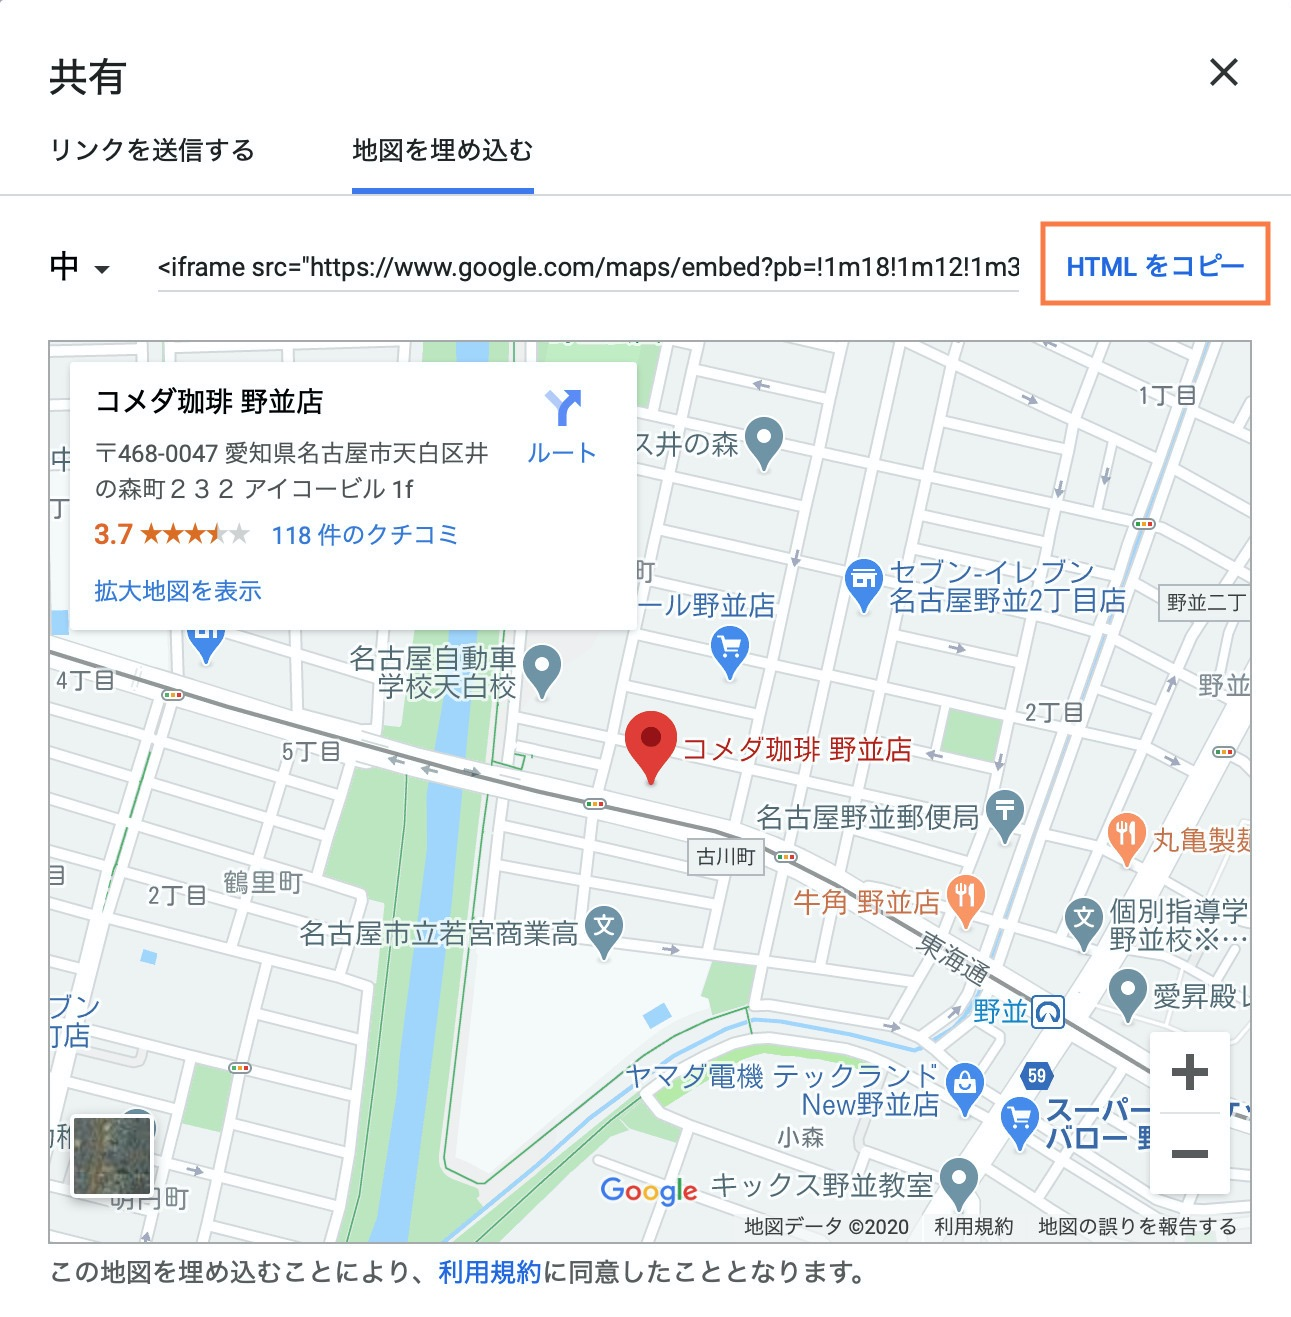 共有
リンクを送信する
地図を埋め込む
中
<iframe src="https://www.google.com/maps/embed?pb=!1m18!1m12!1m3
HTML をコピー
コメダ珈琲 野並店
ルート
〒468-0047 愛知県名古屋市天白区井
の森町２３２ アイコービル 1f
3.7
118 件のクチコミ
拡大地図を表示
1丁目
ス井の森
中
丁
町
セブン-イレブン
名古屋野並2丁目店
ール野並店
野並二丁
名古屋自動車
学校天白校
4丁目
野並
2丁目
5丁目
コメダ珈琲 野並店
名古屋野並郵便局
丸亀製麺
古川町
目
2丁目
鶴里町
牛角 野並店
個別指導学
野並校※…
名古屋市立若宮商業高
文
文
東海通
愛昇殿レ
ブン
町店
野並
ヤマダ電機 テックランド
New野並店
59
スーパー
バロー 野
小森
明円町
Google
キックス野並教室
地図データ ©2020
利用規約
地図の誤りを報告する
この地図を埋め込むことにより、利用規約に同意したこととなります。